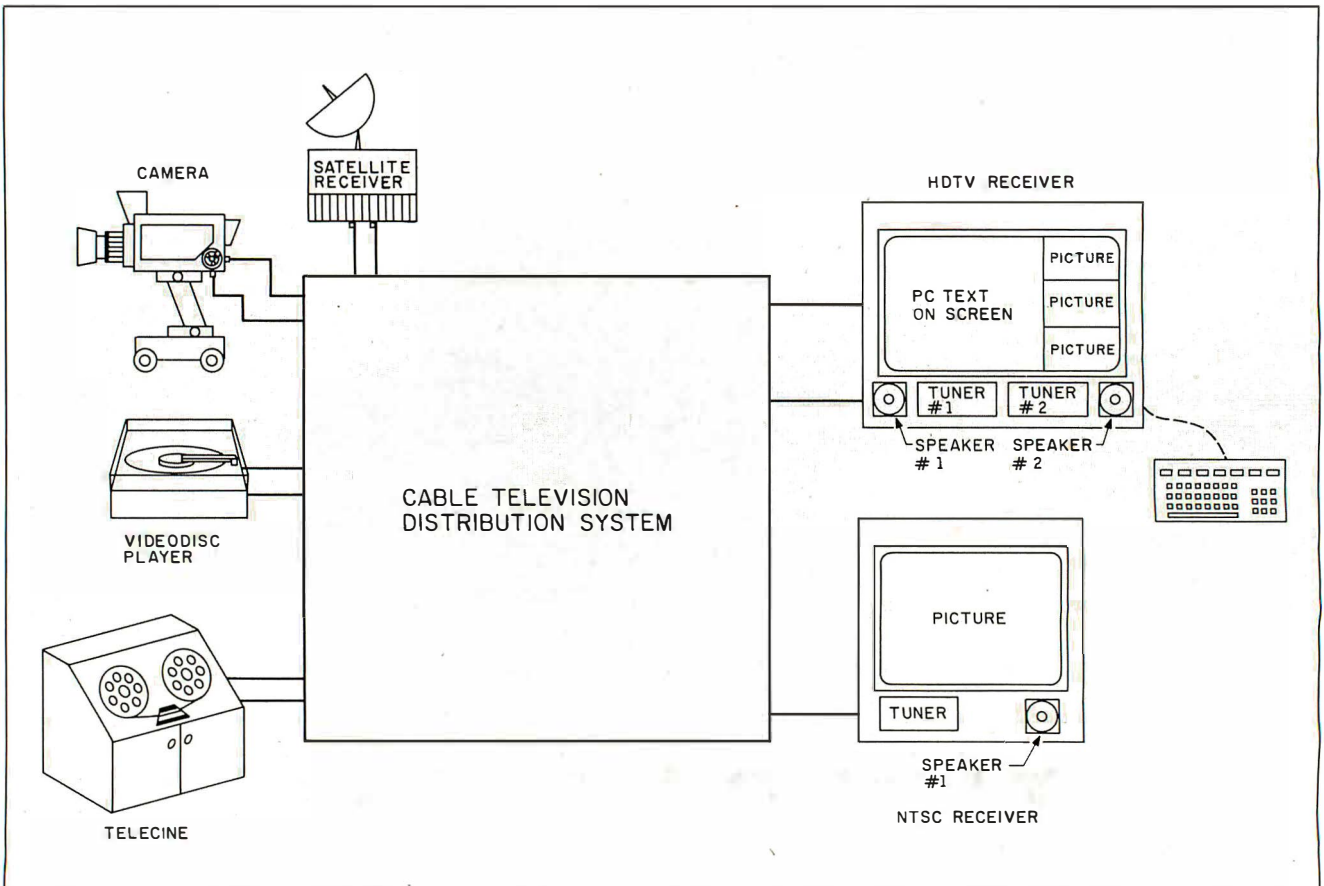 CAMERA
SATELLITE
RECEIVER
HDTV RECEIVER
PC TEXT
ON SCREEN
PICTURE
PICTURE
PICTURE
TUNER
#1
TUNER
#2
SPEAKER
#1
SPEAKER
#2
VIDEODISC
PLAYER
CABLE TELEVISION
DISTRIBUTION SYSTEM
PICTURE
TUNER
SPEAKER
#1
TELECINE
NTSC RECEIVER